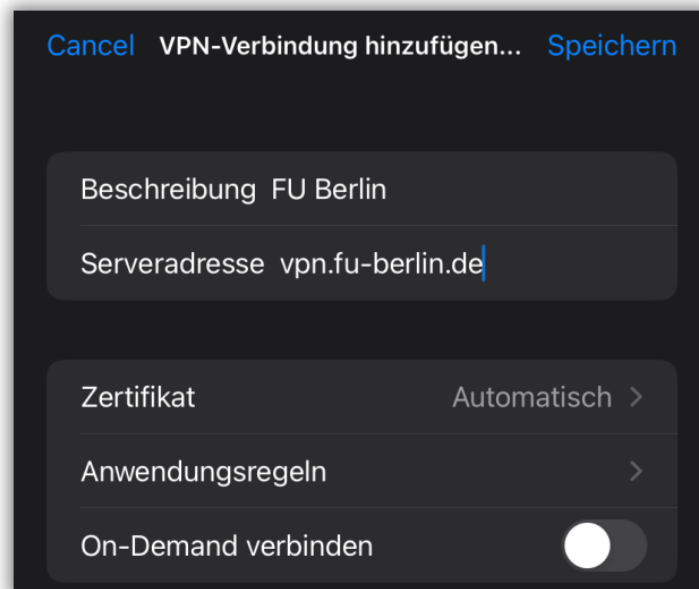 Cancel VPN-Verbindung hinzufügen... Speichern
Beschreibung FU Berlin
Serveradresse vpn.fu-berlin.de
Zertifikat Automatisch
Anwendungsregeln
On-Demand verbinden